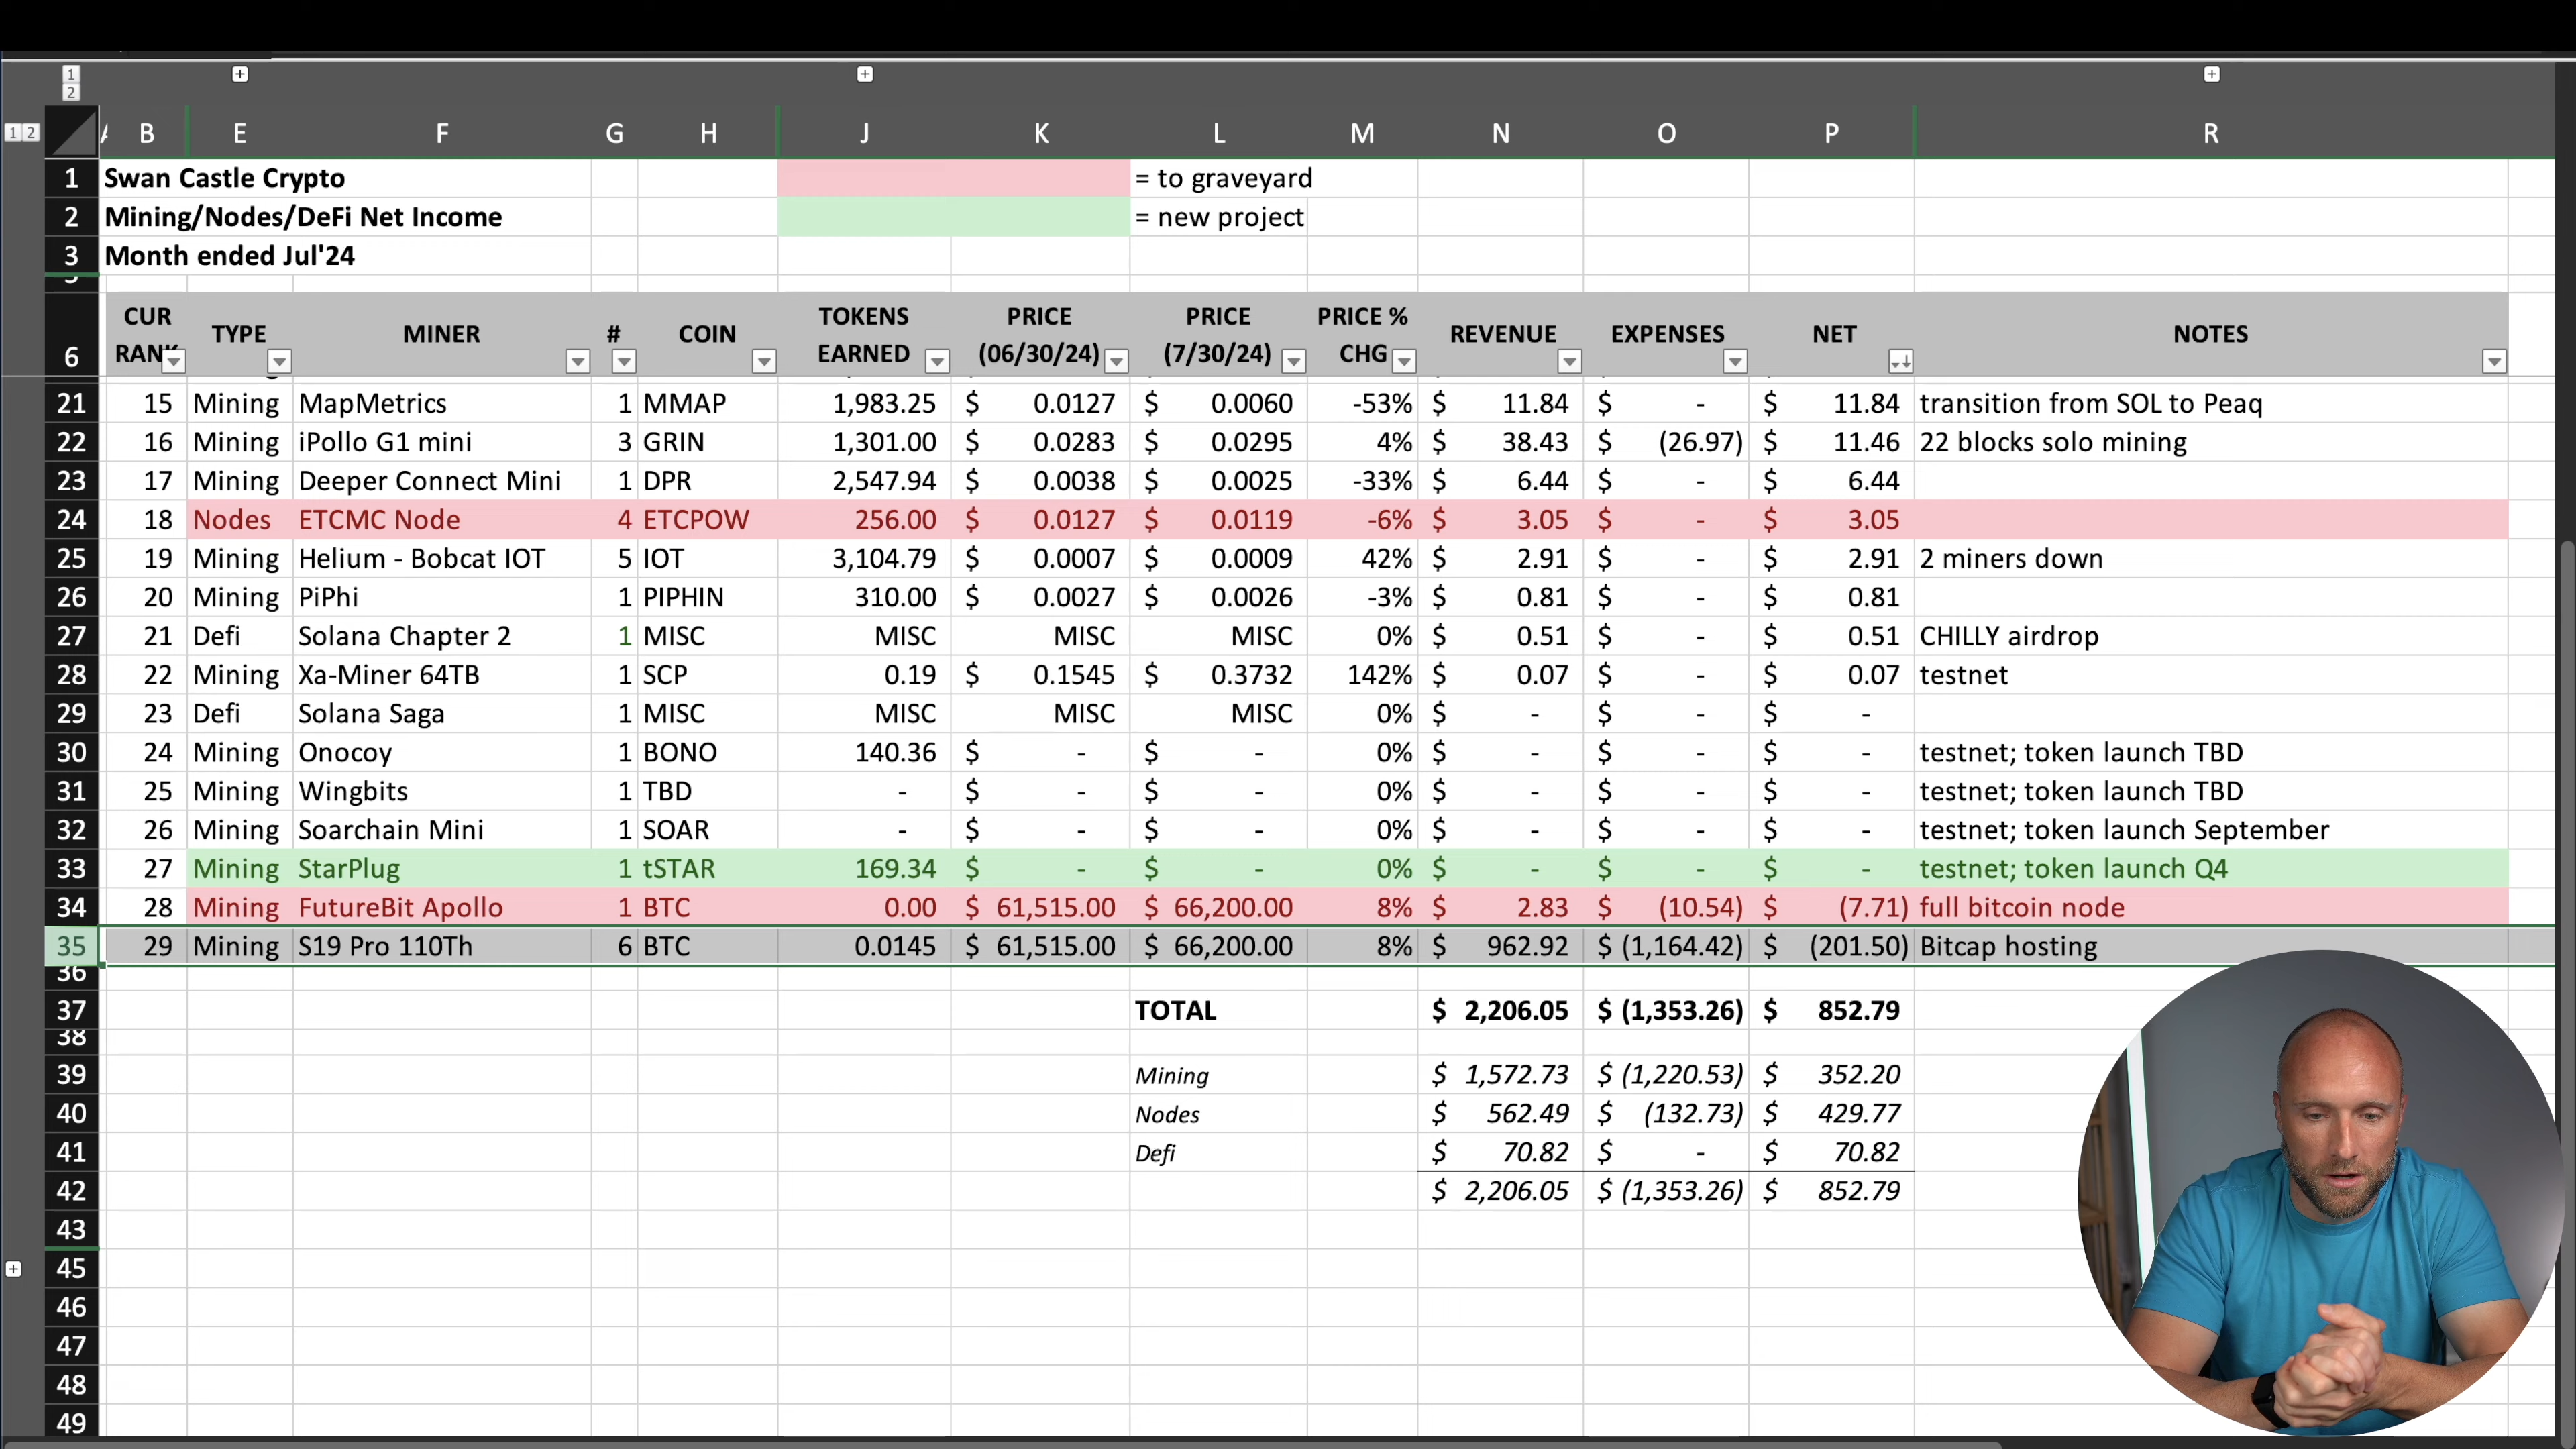 1
2
1 2
A B E F G H J K L M N O P R
1 Swan Castle Crypto = to graveyard
2 Mining/Nodes/DeFi Net Income = new project
3 Month ended Jul'24
5
6 CUR RANK TYPE MINER # COIN TOKENS EARNED PRICE (06/30/24) PRICE (7/30/24) PRICE % CHG REVENUE EXPENSES NET NOTES
21 15 Mining MapMetrics 1 MMAP 1,983.25 $ 0.0127 $ 0.0060 -53% $ 11.84 $ - $ 11.84 transition from SOL to Peaq
22 16 Mining iPollo G1 mini 3 GRIN 1,301.00 $ 0.0283 $ 0.0295 4% $ 38.43 $ (26.97) $ 11.46 22 blocks solo mining
23 17 Mining Deeper Connect Mini 1 DPR 2,547.94 $ 0.0038 $ 0.0025 -33% $ 6.44 $ - $ 6.44
24 18 Nodes ETCMC Node 4 ETCPOW 256.00 $ 0.0127 $ 0.0119 -6% $ 3.05 $ - $ 3.05
25 19 Mining Helium - Bobcat IOT 5 IOT 3,104.79 $ 0.0007 $ 0.0009 42% $ 2.91 $ - $ 2.91 2 miners down
26 20 Mining PiPhi 1 PIPHIN 310.00 $ 0.0027 $ 0.0026 -3% $ 0.81 $ - $ 0.81
27 21 Defi Solana Chapter 2 1 MISC MISC MISC MISC 0% $ 0.51 $ - $ 0.51 CHILLY airdrop
28 22 Mining Xa-Miner 64TB 1 SCP 0.19 $ 0.1545 $ 0.3732 142% $ 0.07 $ - $ 0.07 testnet
29 23 Defi Solana Saga 1 MISC MISC MISC MISC 0% $ - $ - $ -
30 24 Mining Onocoy 1 BONO 140.36 $ - $ - 0% $ - $ - $ - testnet; token launch TBD
31 25 Mining Wingbits 1 TBD - $ - $ - 0% $ - $ - $ - testnet; token launch TBD
32 26 Mining Soarchain Mini 1 SOAR - $ - $ - 0% $ - $ - $ - testnet; token launch September
33 27 Mining StarPlug 1 tSTAR 169.34 $ - $ - 0% $ - $ - $ - testnet; token launch Q4
34 28 Mining FutureBit Apollo 1 BTC 0.00 $ 61,515.00 $ 66,200.00 8% $ 2.83 $ (10.54) $ (7.71) full bitcoin node
35 29 Mining S19 Pro 110Th 6 BTC 0.0145 $ 61,515.00 $ 66,200.00 8% $ 962.92 $ (1,164.42) $ (201.50) Bitcap hosting
36
37 TOTAL $ 2,206.05 $ (1,353.26) $ 852.79
38
39 Mining $ 1,572.73 $ (1,220.53) $ 352.20
40 Nodes $ 562.49 $ (132.73) $ 429.77
41 Defi $ 70.82 $ - $ 70.82
42 $ 2,206.05 $ (1,353.26) $ 852.79
43
45
46
47
48
49